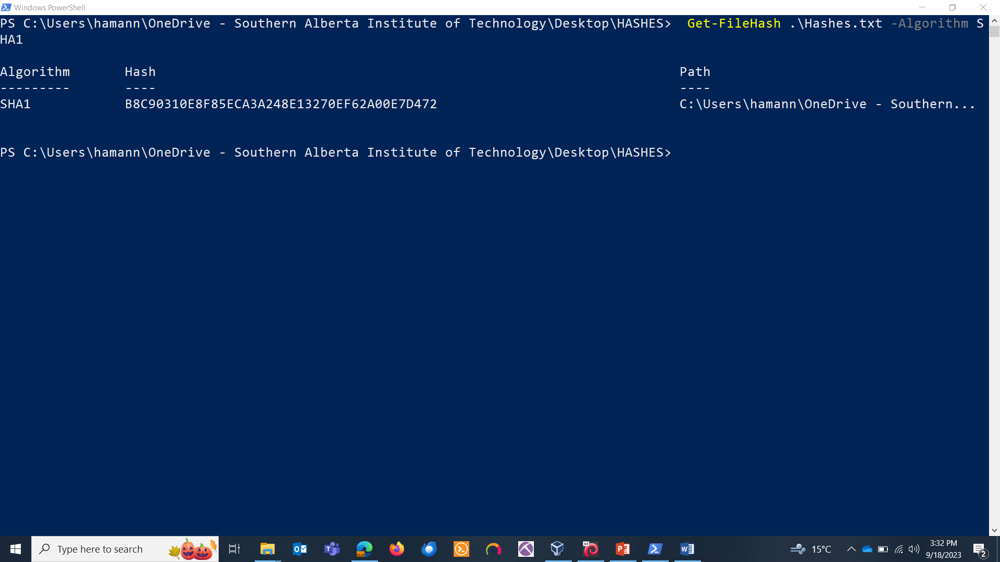 Windows PowerShell
PS C:\Users\hamann\OneDrive - Southern Alberta Institute of Technology\Desktop\HASHES>  Get-FileHash .\Hashes.txt -Algorithm S
HA1
Algorithm       Hash                                                                   Path
---------       ----                                                                   ----
SHA1            B8C90310E8F85ECA3A248E13270EF62A00E7D472                               C:\Users\hamann\OneDrive - Southern...
PS C:\Users\hamann\OneDrive - Southern Alberta Institute of Technology\Desktop\HASHES>
Type here to search
15°C
3:32 PM
9/18/2023
2
64